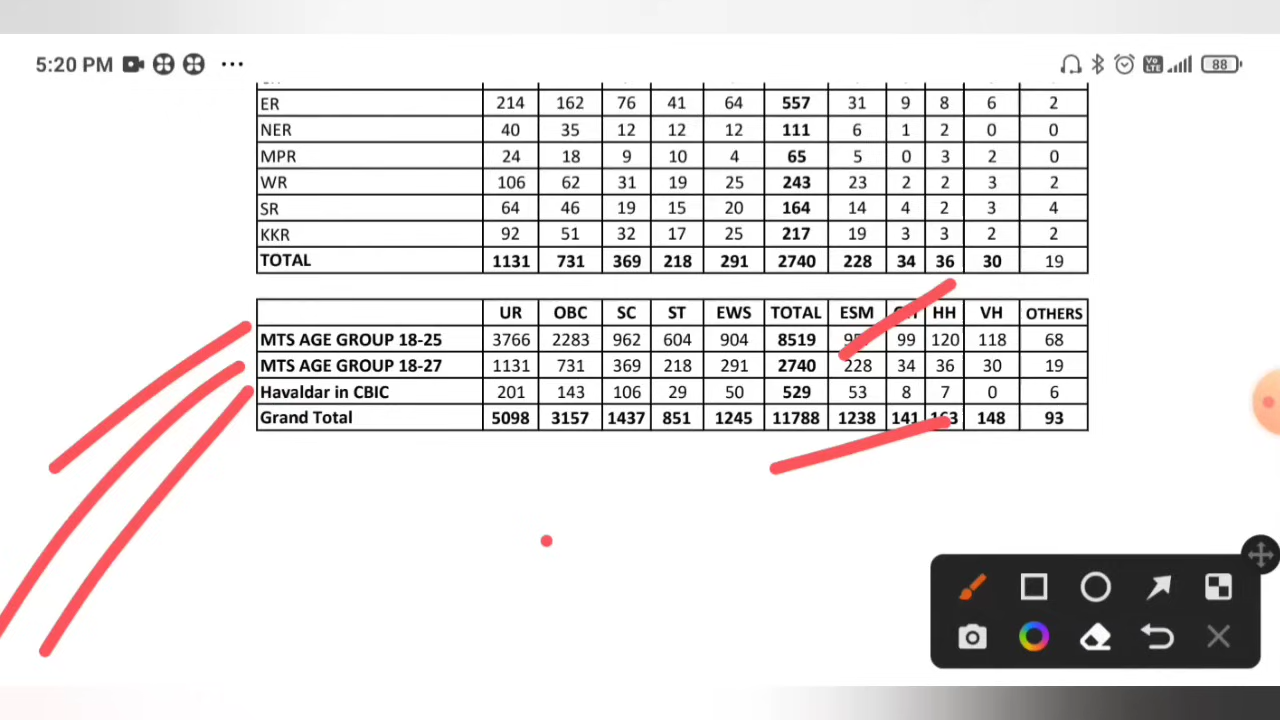 5:20 PM ... Vo LTE 88
ER 214 162 76 41 64 557 31 9 8 6 2
NER 40 35 12 12 12 111 6 1 2 0 0
MPR 24 18 9 10 4 65 5 0 3 2 0
WR 106 62 31 19 25 243 23 2 2 3 2
SR 64 46 19 15 20 164 14 4 2 3 4
KKR 92 51 32 17 25 217 19 3 3 2 2
TOTAL 1131 731 369 218 291 2740 228 34 36 30 19
UR OBC SC ST EWS TOTAL ESM HH VH OTHERS
MTS AGE GROUP 18-25 3766 2283 962 604 904 8519 99 120 118 68
MTS AGE GROUP 18-27 1131 731 369 218 291 2740 228 34 36 30 19
Havaldar in CBIC 201 143 106 29 50 529 53 8 7 0 6
Grand Total 5098 3157 1437 851 1245 11788 1238 141 163 148 93